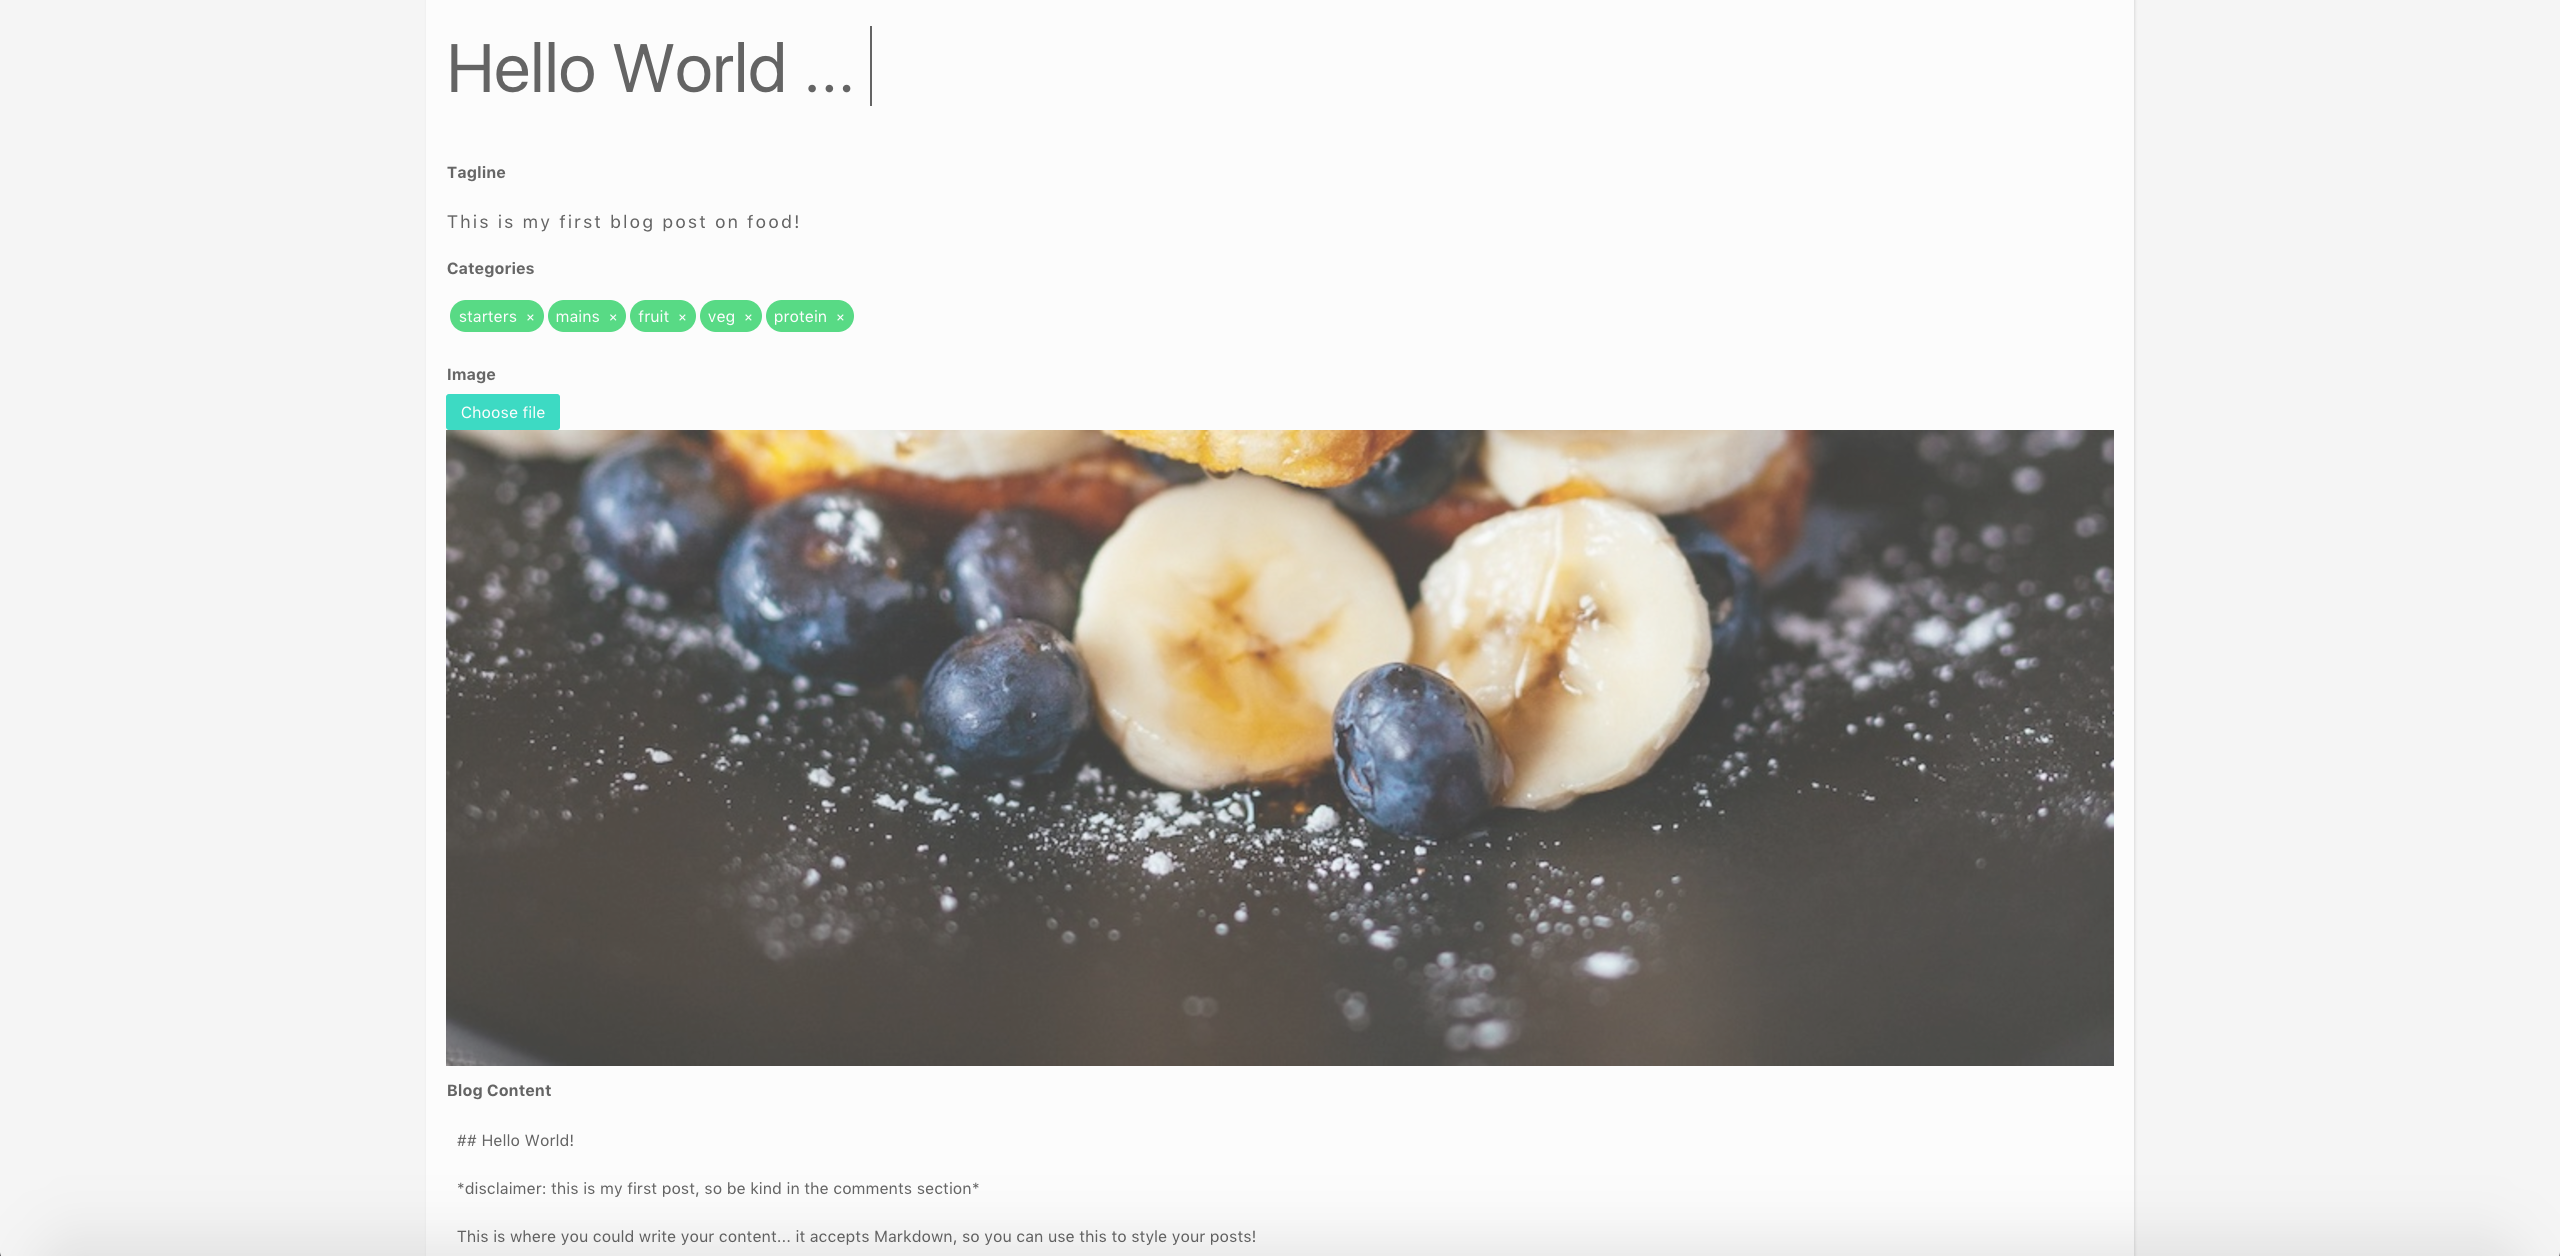 Hello World ...
Tagline
This is my first blog post on food!
Categories
starters × mains × fruit × veg × protein ×
Image
Choose file
Blog Content
## Hello World!
*disclaimer: this is my first post, so be kind in the comments section*
This is where you could write your content... it accepts Markdown, so you can use this to style your posts!